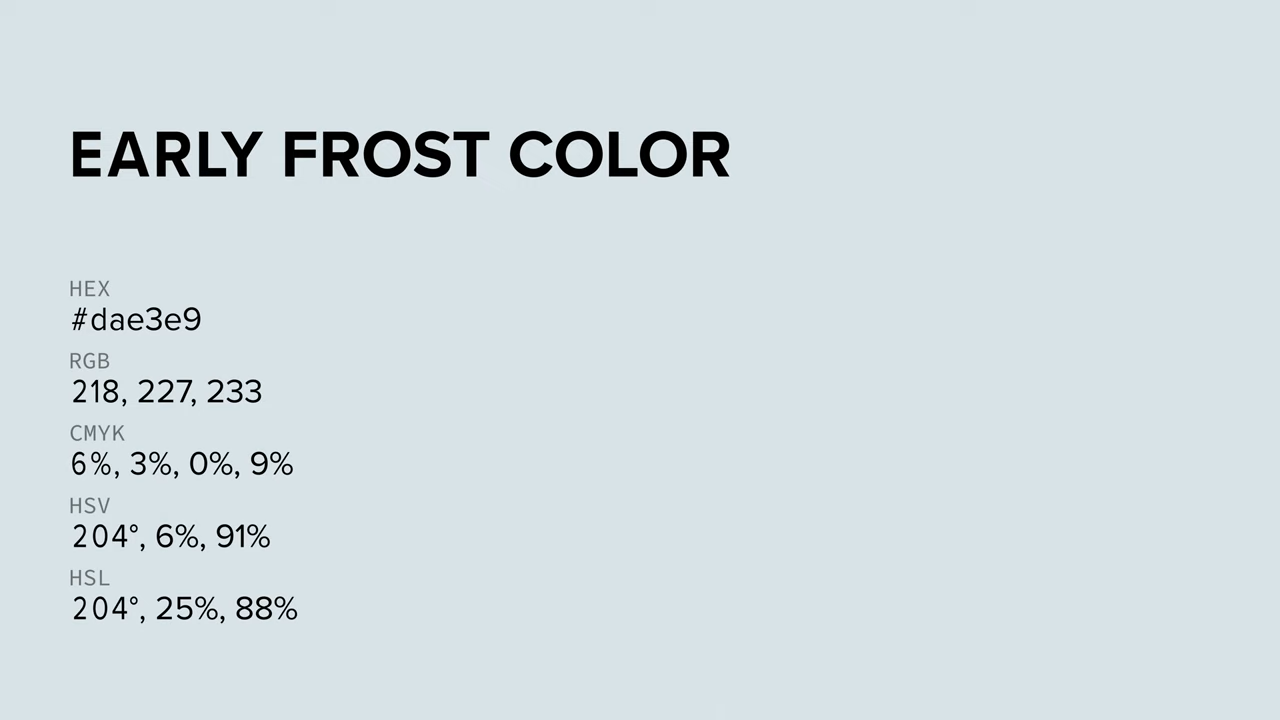 EARLY FROST COLOR
HEX
#dae3e9
RGB
218, 227, 233
CMYK
6%, 3%, 0%, 9%
HSV
204°, 6%, 91%
HSL
204°, 25%, 88%